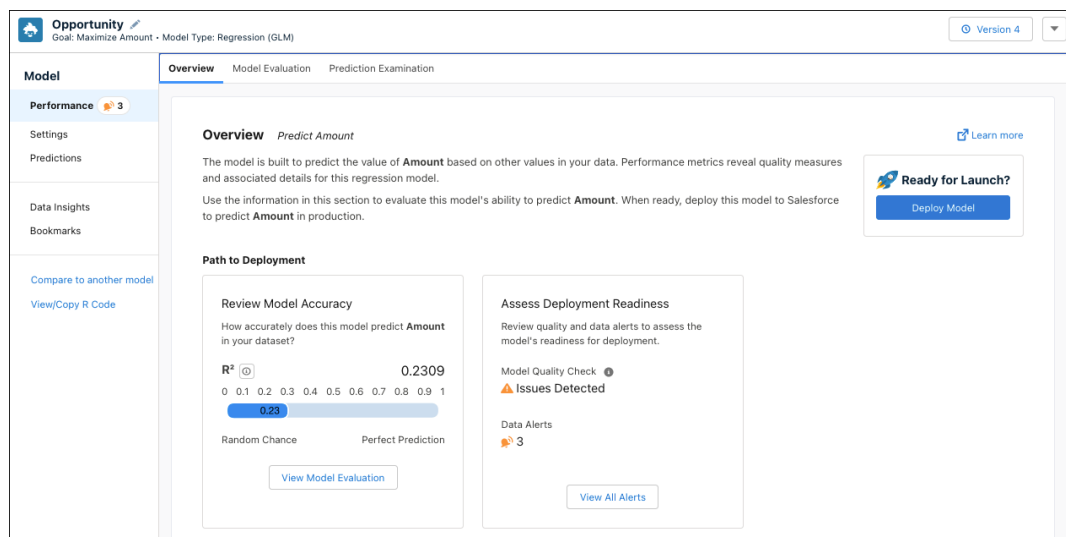 Opportunity
Goal: Maximize Amount • Model Type: Regression (GLM)
Version 4
Model
Performance 3
Settings
Predictions
Data Insights
Bookmarks
Compare to another model
View/Copy R Code
Overview Model Evaluation Prediction Examination
Overview Predict Amount
Learn more
The model is built to predict the value of Amount based on other values in your data. Performance metrics reveal quality measures
and associated details for this regression model.
Use the information in this section to evaluate this model's ability to predict Amount. When ready, deploy this model to Salesforce
to predict Amount in production.
Ready for Launch?
Deploy Model
Path to Deployment
Review Model Accuracy
How accurately does this model predict Amount
in your dataset?
R² 0.2309
0 0.1 0.2 0.3 0.4 0.5 0.6 0.7 0.8 0.9 1
0.23
Random Chance Perfect Prediction
View Model Evaluation
Assess Deployment Readiness
Review quality and data alerts to assess the
model's readiness for deployment.
Model Quality Check
Issues Detected
Data Alerts
3
View All Alerts